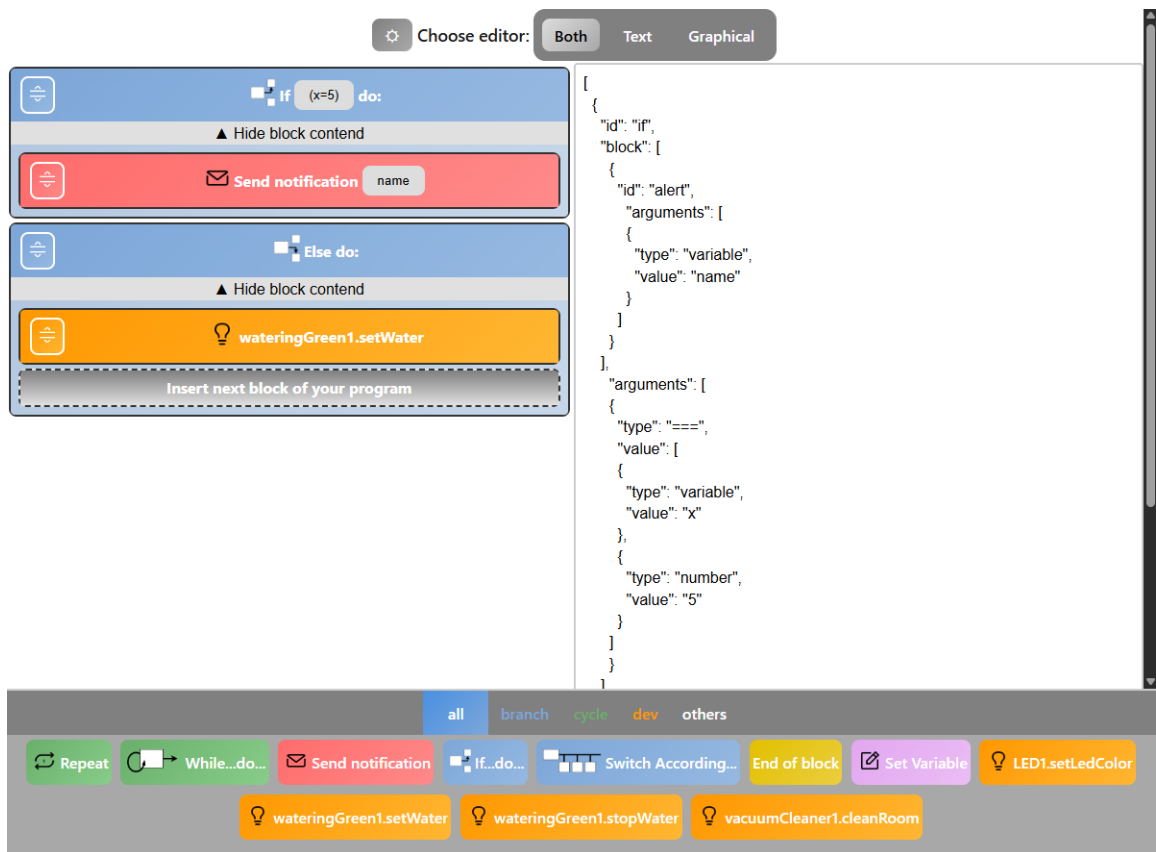 Choose editor: Both Text Graphical
If (x=5) do:
▲ Hide block contend
Send notification name
Else do:
▲ Hide block contend
wateringGreen1.setWater
Insert next block of your program
[
{
"id": "if",
"block": [
{
"id": "alert",
"arguments": [
{
"type": "variable",
"value": "name"
}
]
}
],
"arguments": [
{
"type": "===",
"value": [
{
"type": "variable",
"value": "x"
},
{
"type": "number",
"value": "5"
}
]
}
]
all branch cycle dev others
Repeat While...do... Send notification If...do... Switch According... End of block Set Variable LED1.setLedColor
wateringGreen1.setWater wateringGreen1.stopWater vacuumCleaner1.cleanRoom